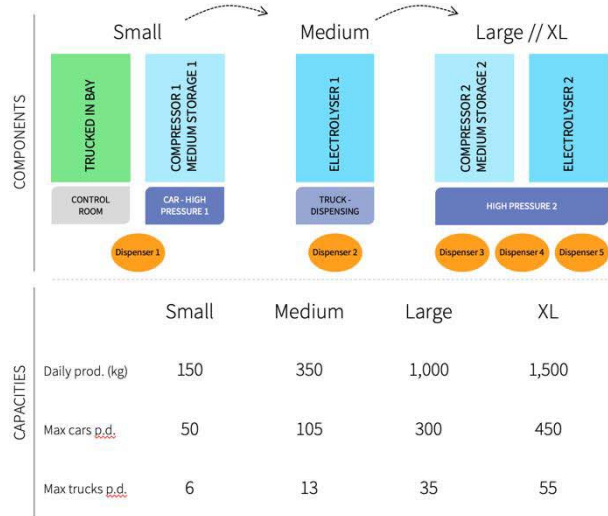 Small Medium Large // XL
COMPONENTS
TRUCKED IN BAY
COMPRESSOR 1
MEDIUM STORAGE 1
ELECTROLYSER 1
COMPRESSOR 2
MEDIUM STORAGE 2
ELECTROLYSER 2
CONTROL
ROOM
CAR - HIGH
PRESSURE 1
TRUCK -
DISPENSING
HIGH PRESSURE 2
Dispenser 1 Dispenser 2 Dispenser 3 Dispenser 4 Dispenser 5
CAPACITIES
Small Medium Large XL
Daily prod. (kg) 150 350 1,000 1,500
Max cars p.d. 50 105 300 450
Max trucks p.d. 6 13 35 55